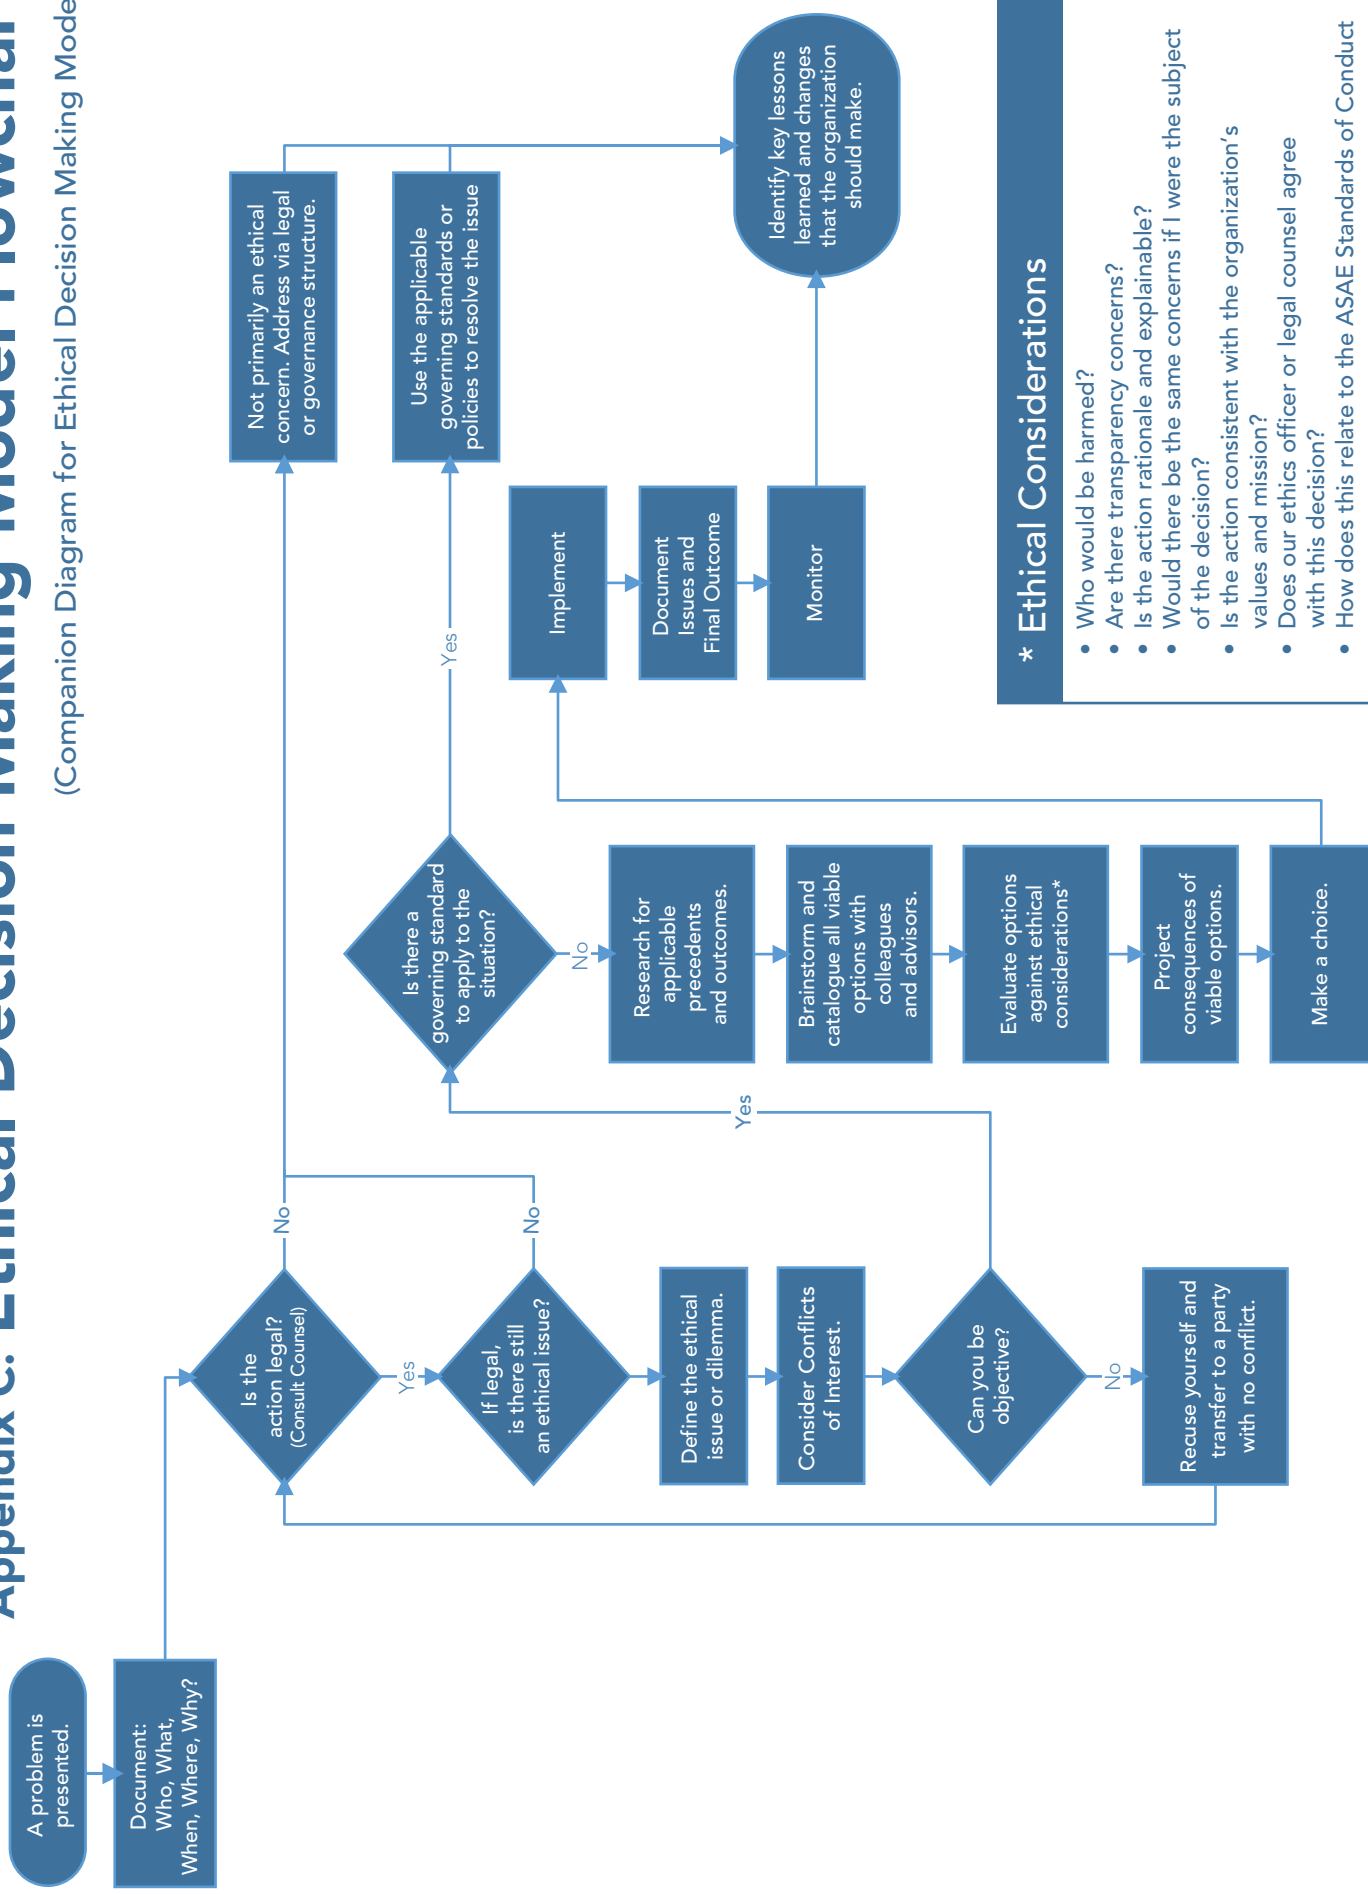 Appendix C: Ethical Decision Making Model Flowchar
(Companion Diagram for Ethical Decision Making Mode
A problem is
presented.
Document:
Who, What,
When, Where, Why?
Is the
action legal?
(Consult Counsel)
No
Yes
If legal,
is there still
an ethical issue?
No
Define the ethical
issue or dilemma.
Consider Conflicts
of Interest.
Can you be
objective?
Yes
No
Recuse yourself and
transfer to a party
with no conflict.
Is there a
governing standard
to apply to the
situation?
Yes
No
Research for
applicable
precedents
and outcomes.
Brainstorm and
catalogue all viable
options with
colleagues
and advisors.
Evaluate options
against ethical
considerations*
Project
consequences of
viable options.
Make a choice.
Not primarily an ethical
concern. Address via legal
or governance structure.
Use the applicable
governing standards or
policies to resolve the issue
Implement
Document
Issues and
Final Outcome
Monitor
Identify key lessons
learned and changes
that the organization
should make.
* Ethical Considerations
• Who would be harmed?
• Are there transparency concerns?
• Is the action rationale and explainable?
• Would there be the same concerns if I were the subject
of the decision?
• Is the action consistent with the organization's
values and mission?
• Does our ethics officer or legal counsel agree
with this decision?
• How does this relate to the ASAE Standards of Conduct